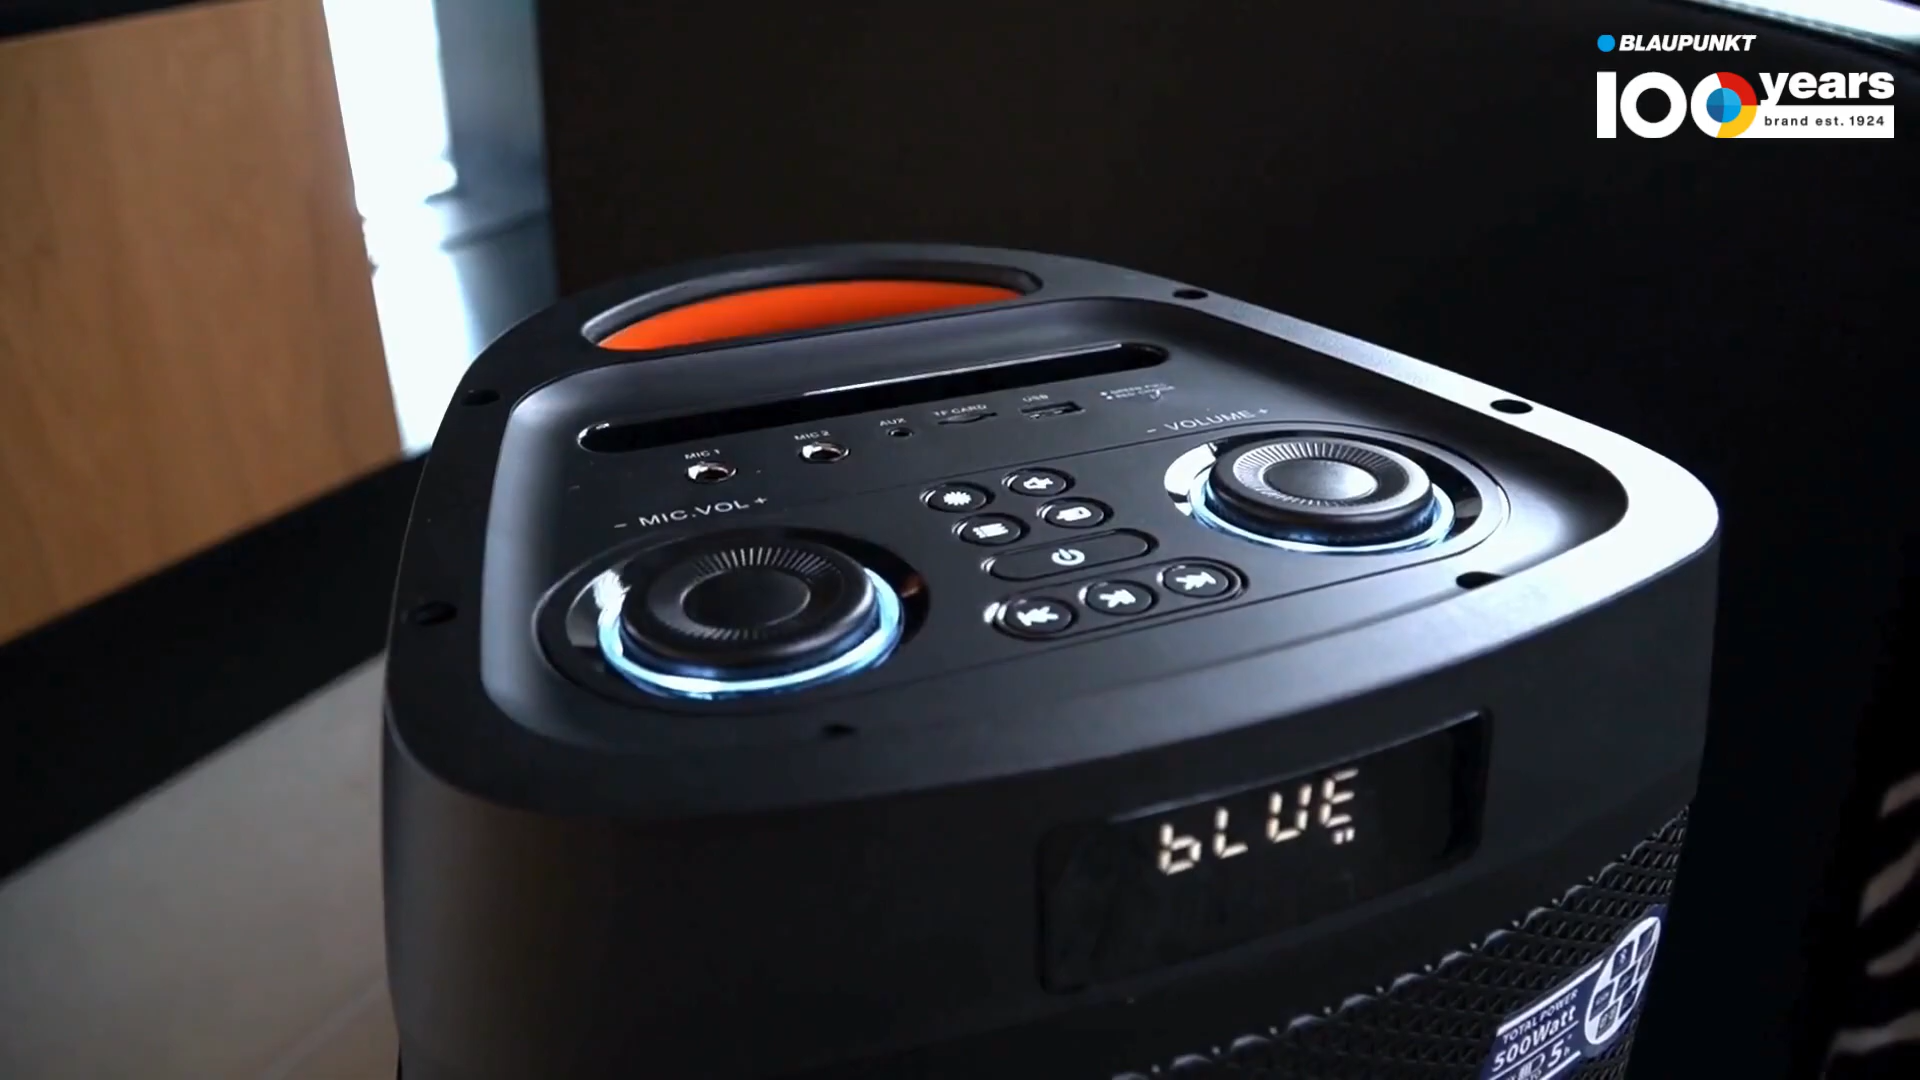 BLAUPUNKT
100 years
brand est. 1924
MIC 1
MIC 2
AUX
TF CARD
USB
- VOLUME +
- MIC.VOL +
bLUE
TOTAL POWER
500Watt